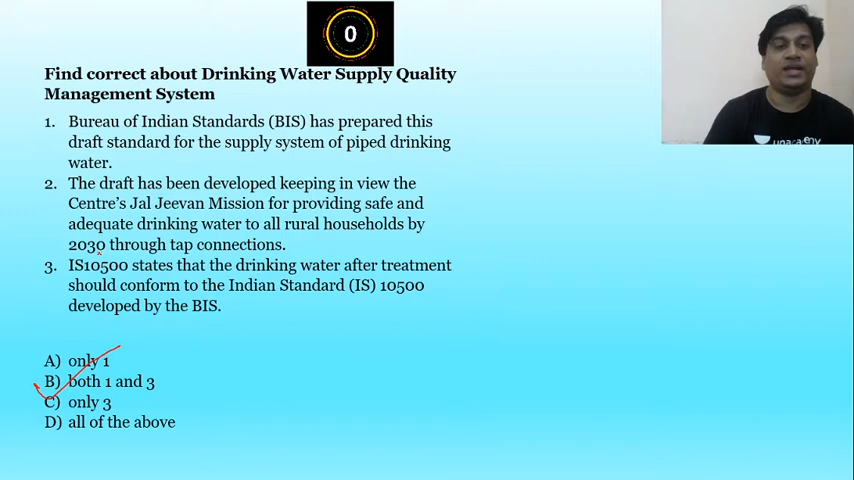 0
Find correct about Drinking Water Supply Quality
Management System
1. Bureau of Indian Standards (BIS) has prepared this
draft standard for the supply system of piped drinking
water.
2. The draft has been developed keeping in view the
Centre's Jal Jeevan Mission for providing safe and
adequate drinking water to all rural households by
2030 through tap connections.
3. IS10500 states that the drinking water after treatment
should conform to the Indian Standard (IS) 10500
developed by the BIS.
A) only 1
B) both 1 and 3
C) only 3
D) all of the above
unacademy